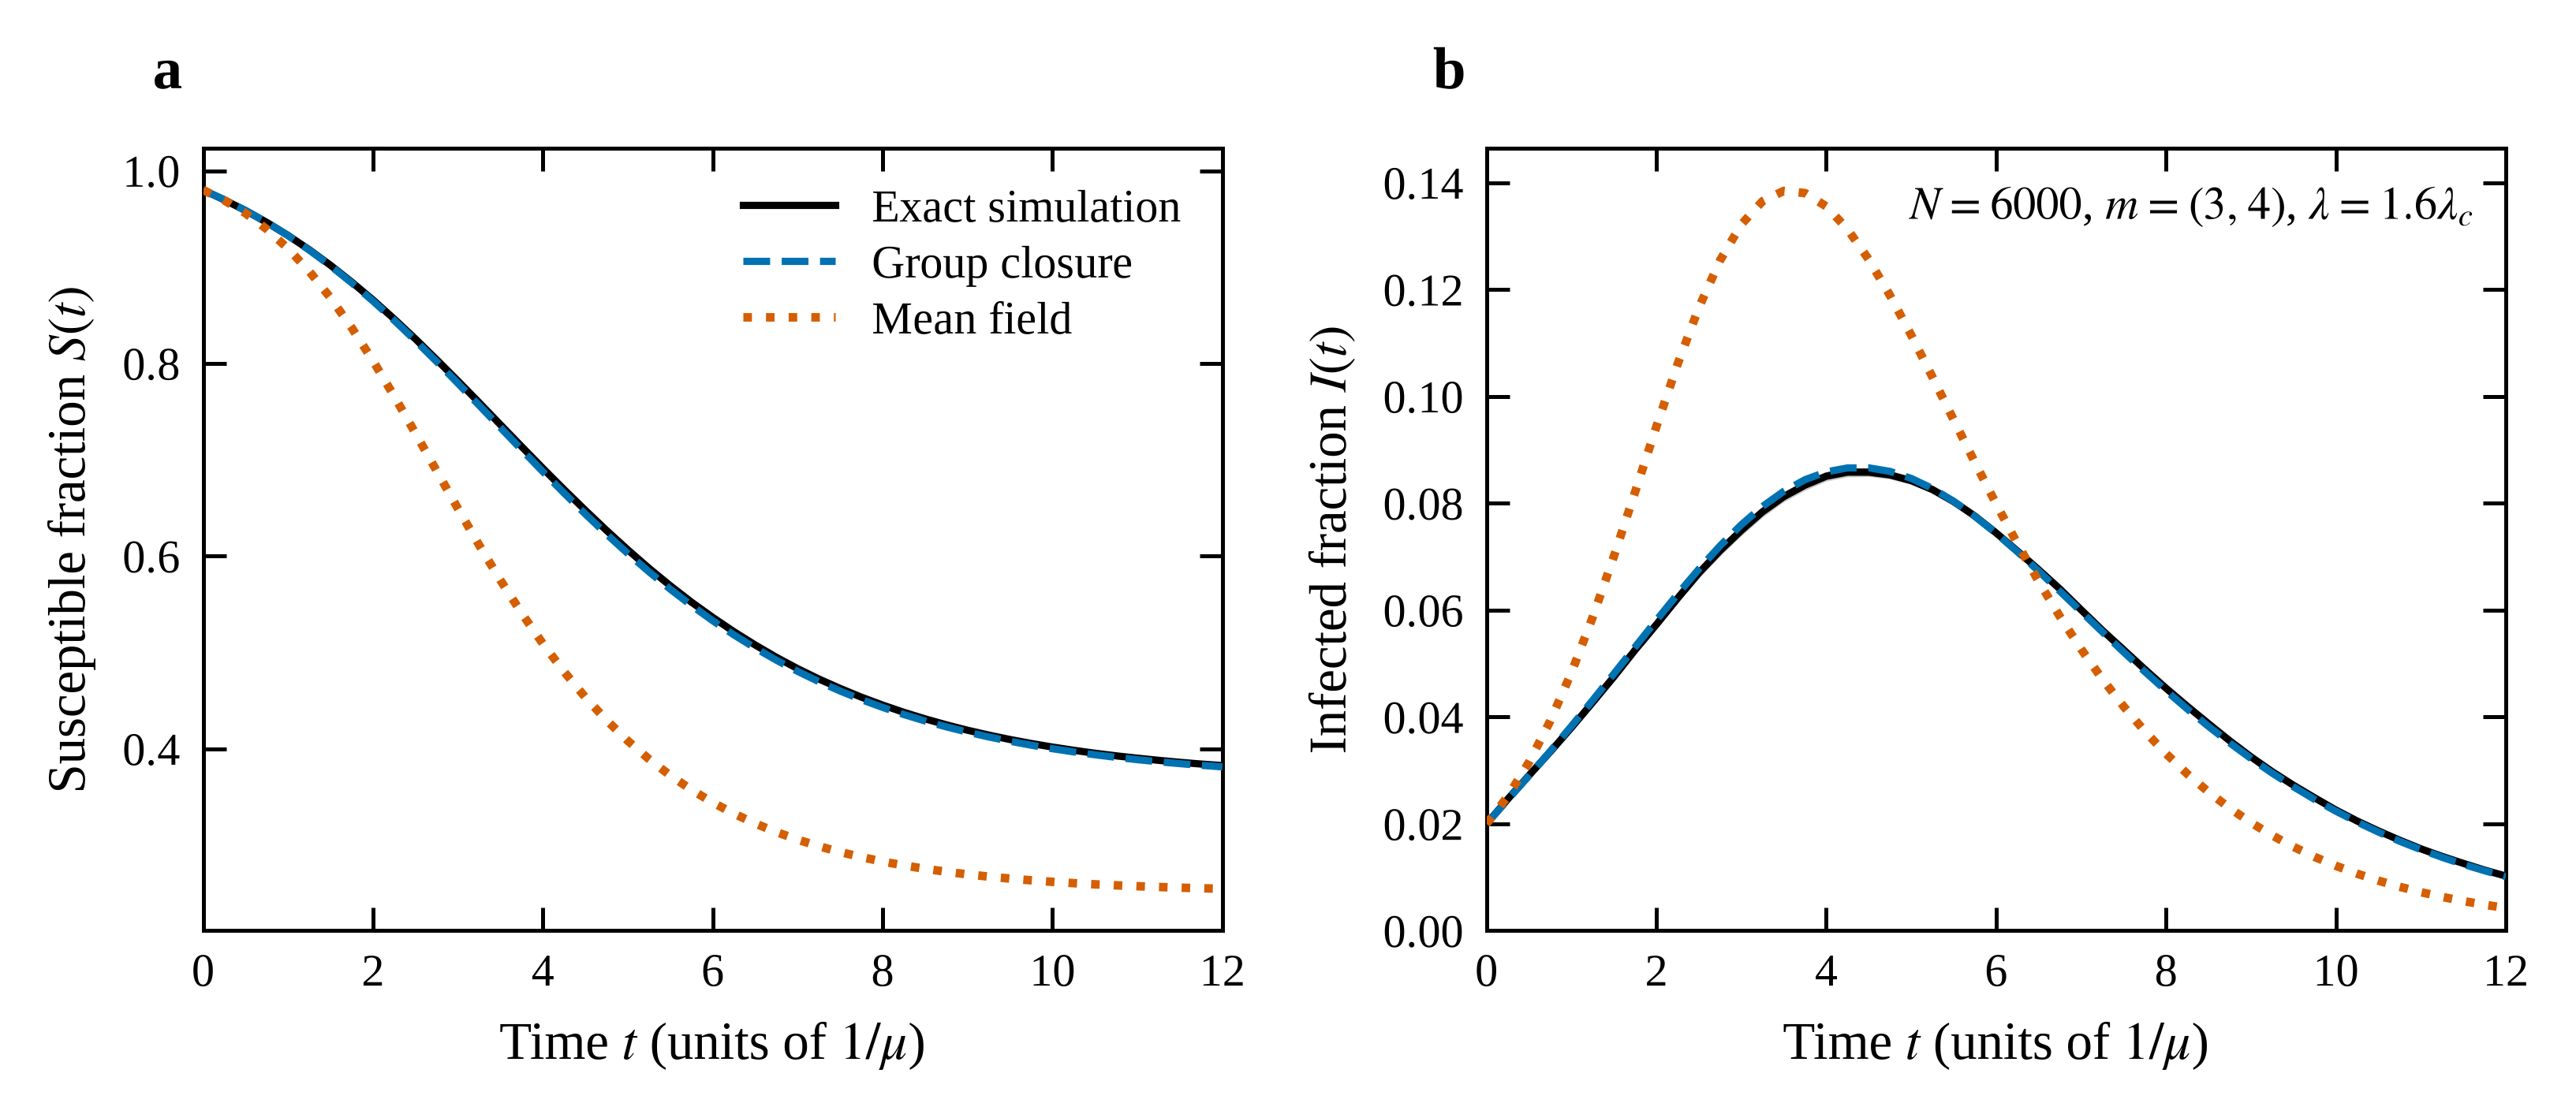 a
Susceptible fraction S(t)
1.0
0.8
0.6
0.4
Exact simulation
Group closure
Mean field
0 2 4 6 8 10 12
Time t (units of 1/μ)
b
Infected fraction I(t)
0.14
0.12
0.10
0.08
0.06
0.04
0.02
0.00
N = 6000, m = (3, 4), λ = 1.6λc
0 2 4 6 8 10 12
Time t (units of 1/μ)